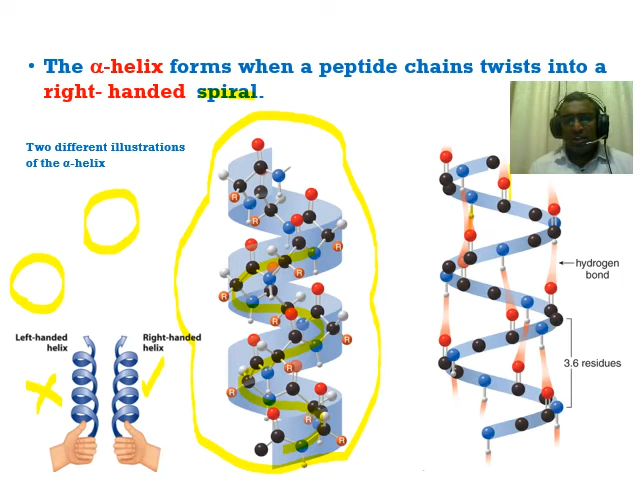 • The α-helix forms when a peptide chains twists into a
right- handed spiral.
Two different illustrations
of the α-helix
Left-handed
helix
Right-handed
helix
R
R
R
R
R
R
R
R
R
hydrogen
bond
3.6 residues